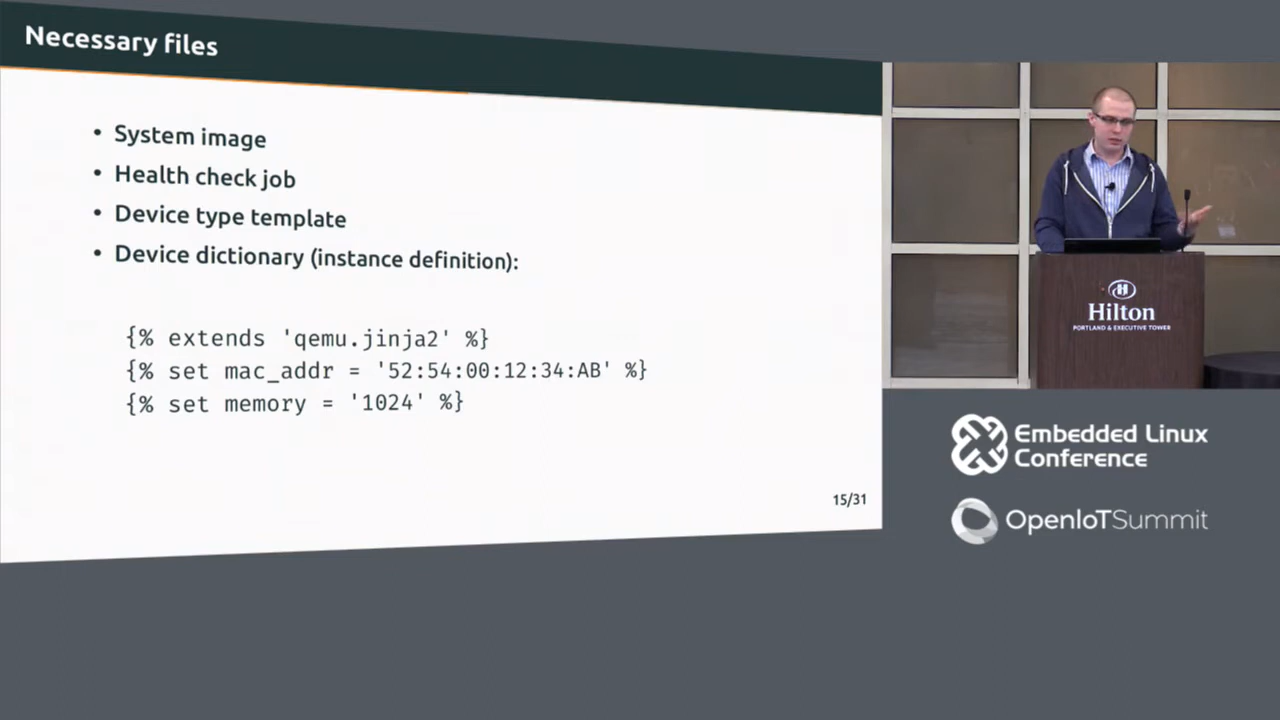 Necessary files
• System image
• Health check job
• Device type template
• Device dictionary (instance definition):
{% extends 'qemu.jinja2' %}
{% set mac_addr = '52:54:00:12:34:AB' %}
{% set memory = '1024' %}
15/31
Hilton
PORTLAND & EXECUTIVE TOWER
Embedded Linux
Conference
OpenIoTSummit